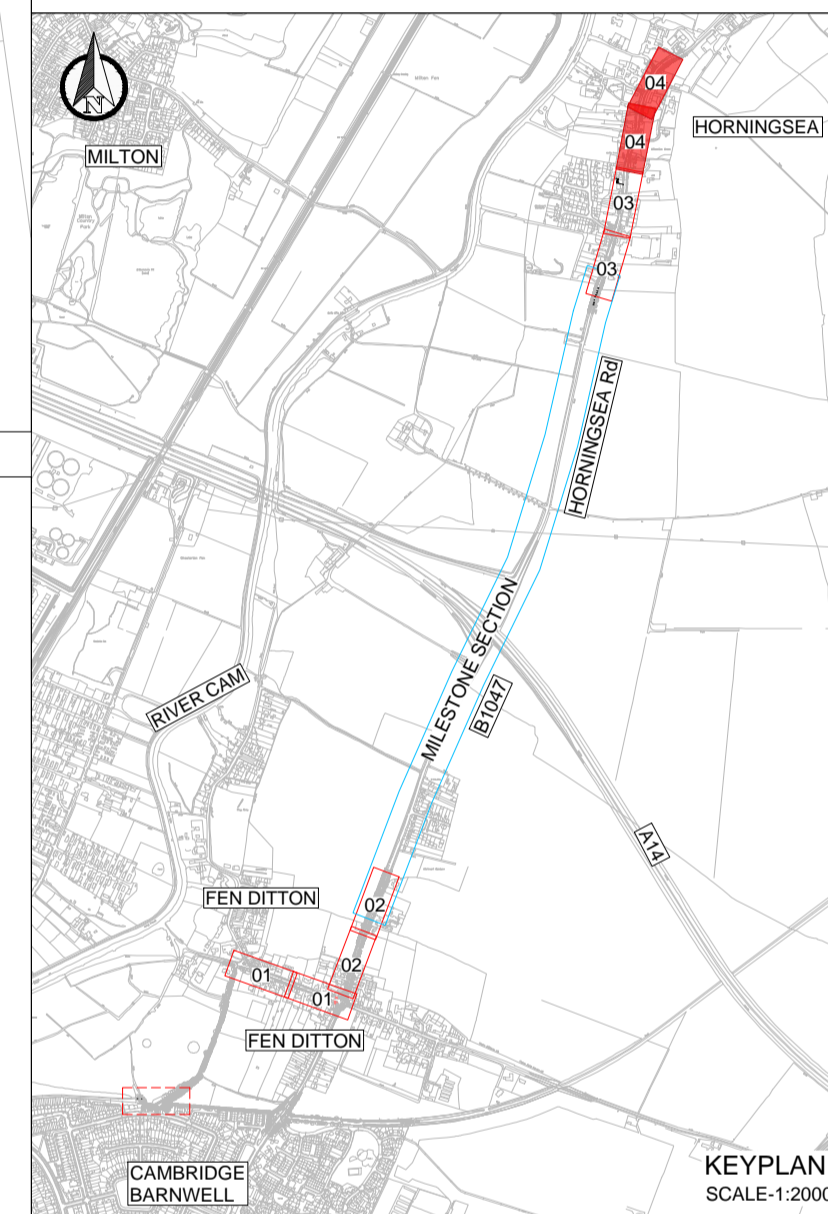 N
MILTON
04
HORNINGSEA
04
03
03
HORNINGSEA Rd
MILESTONE SECTION
B1047
RIVER CAM
A14
FEN DITTON
02
02
01
01
FEN DITTON
CAMBRIDGE
BARNWELL
KEYPLAN
SCALE-1:2000